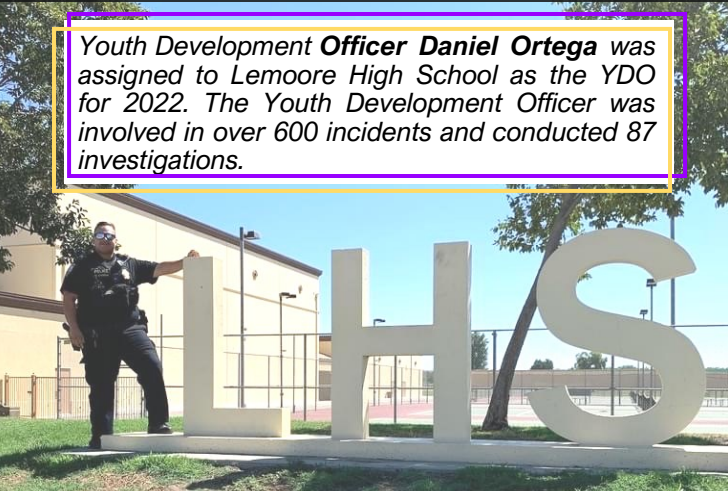 Youth Development Officer Daniel Ortega was
assigned to Lemoore High School as the YDO
for 2022. The Youth Development Officer was
involved in over 600 incidents and conducted 87
investigations.
LHS